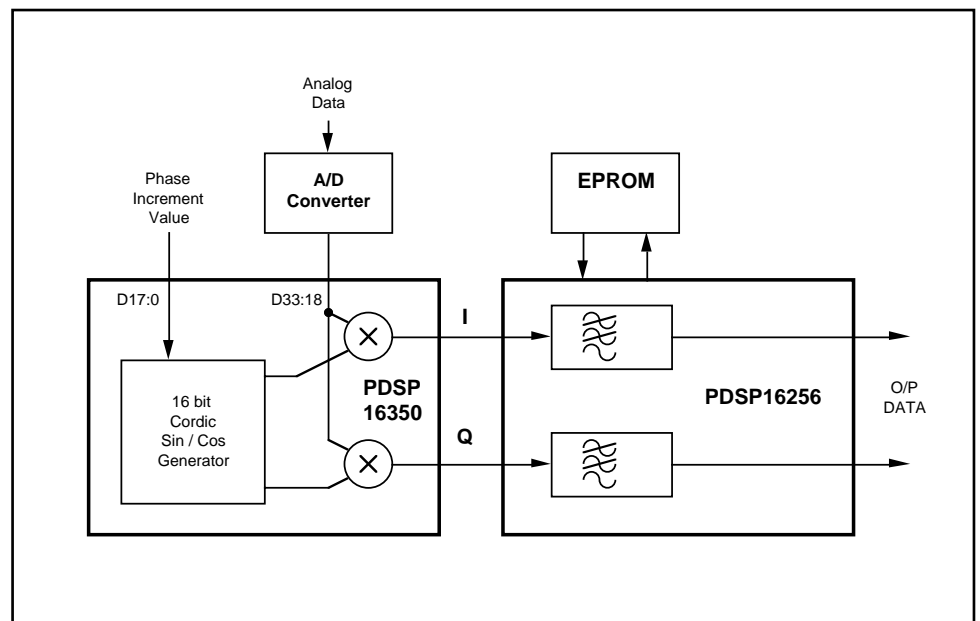 Analog
Data
Phase
Increment
Value
A/D
Converter
EPROM
D17:0
D33:18
I
16 bit
Cordic
Sin / Cos
Generator
PDSP
16350
Q
PDSP16256
O/P
DATA